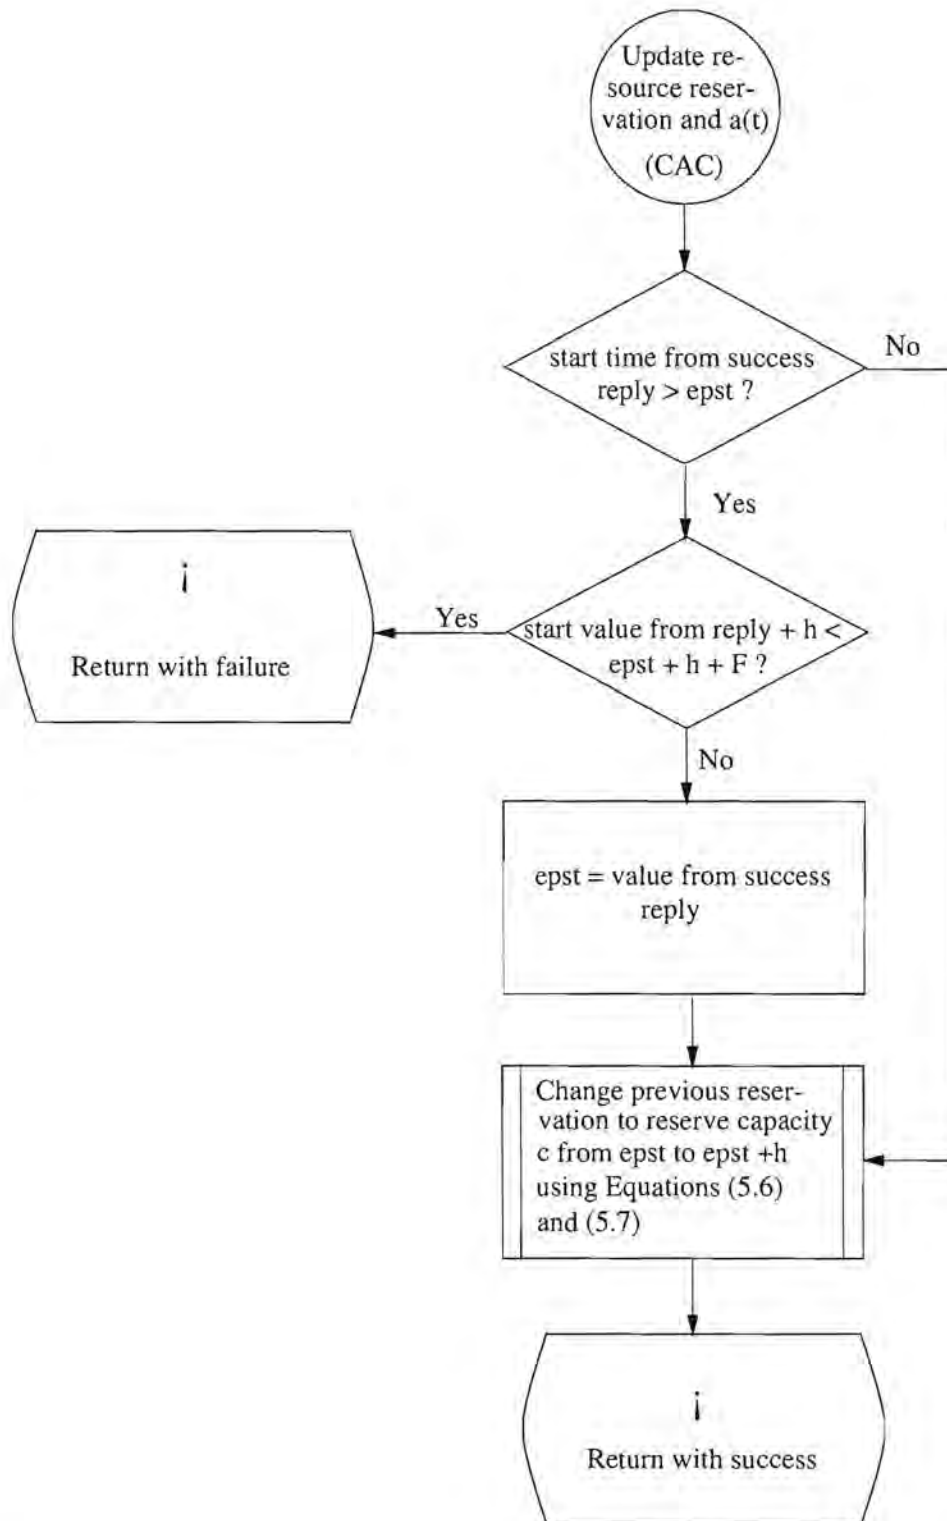 Update re-
source reser-
vation and a(t)
(CAC)
start time from success
reply > epst ?
No
Yes
start value from reply + h <
epst + h + F ?
Yes
¡
Return with failure
No
epst = value from success
reply
Change previous reser-
vation to reserve capacity
c from epst to epst +h
using Equations (5.6)
and (5.7)
¡
Return with success